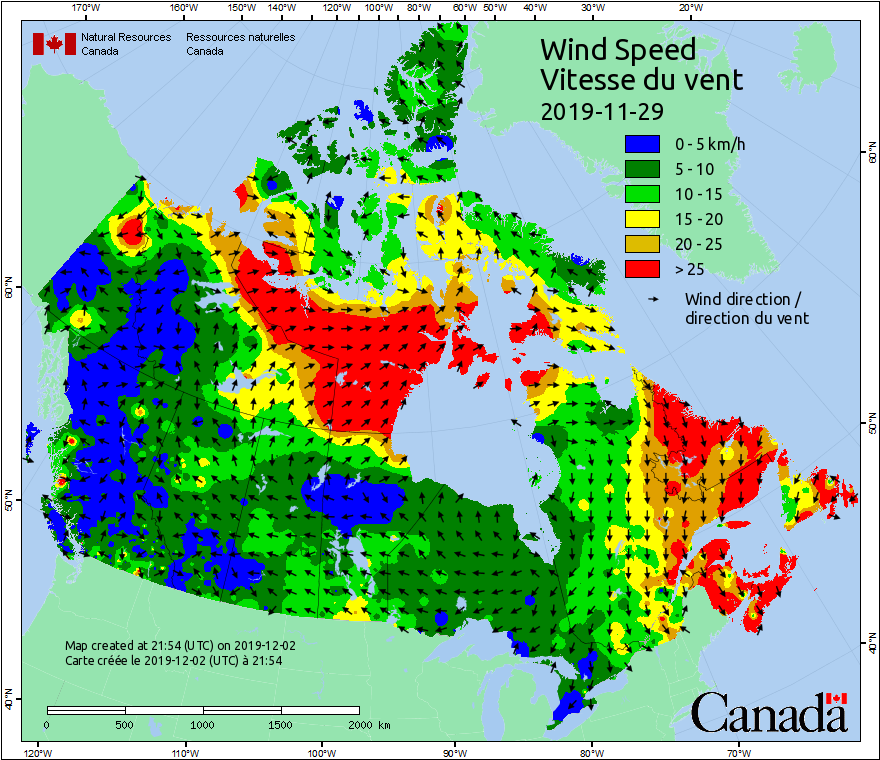 170°W 160°W 150°W 140°W 130°W 120°W 110°W 100°W 90°W 80°W 70°W 60°W 50°W 40°W 30°W 20°W
Natural Resources Canada
Ressources naturelles Canada
Wind Speed
Vitesse du vent
2019-11-29
0 - 5 km/h
5 - 10
10 - 15
15 - 20
20 - 25
> 25
Wind direction /
direction du vent
60°N
50°N
40°N
60°N
50°N
40°N
Map created at 21:54 (UTC) on 2019-12-02
Carte créée le 2019-12-02 (UTC) à 21:54
0 500 1000 1500 2000 km
Canada
120°W 110°W 100°W 90°W 80°W 70°W